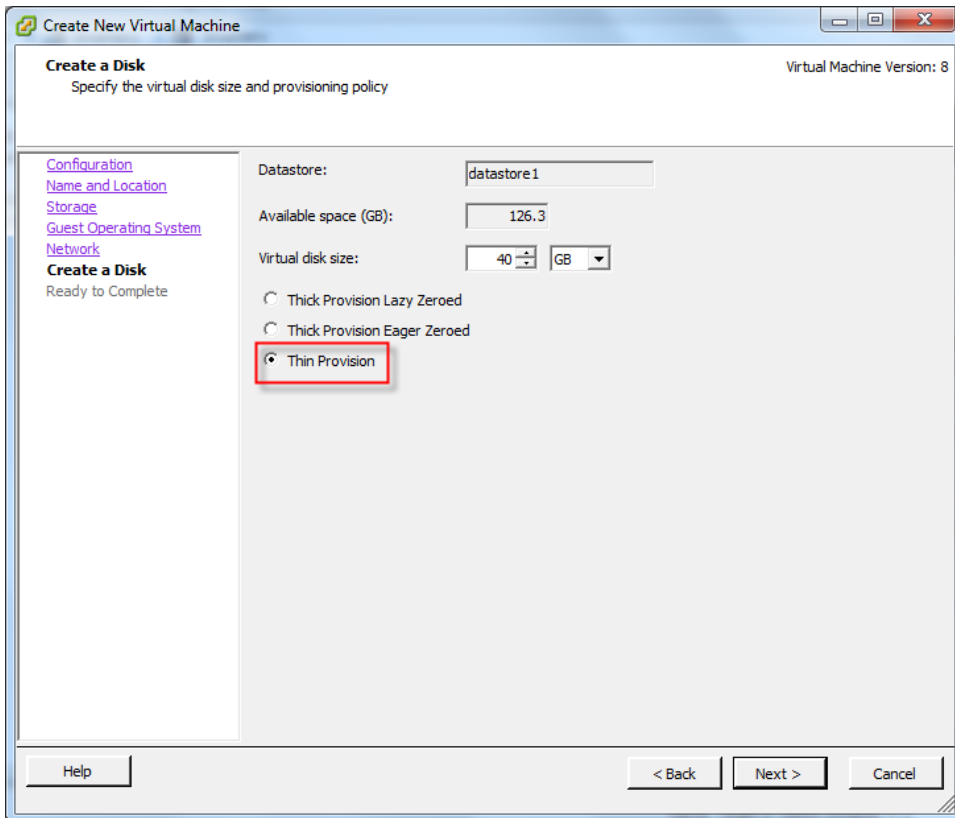 Create New Virtual Machine
Create a Disk
Virtual Machine Version: 8
Specify the virtual disk size and provisioning policy
Configuration
Name and Location
Storage
Guest Operating System
Network
Create a Disk
Ready to Complete
Datastore: datastore1
Available space (GB): 126.3
Virtual disk size: 40 GB
Thick Provision Lazy Zeroed
Thick Provision Eager Zeroed
Thin Provision
Help
< Back
Next >
Cancel